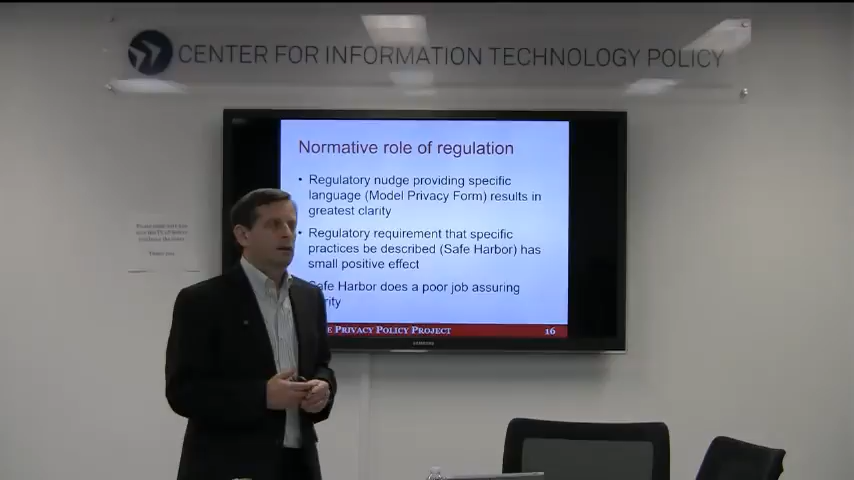 CENTER FOR INFORMATION TECHNOLOGY POLICY
Normative role of regulation
• Regulatory nudge providing specific
language (Model Privacy Form) results in
greatest clarity
• Regulatory requirement that specific
practices be described (Safe Harbor) has
small positive effect
Safe Harbor does a poor job assuring
PRIVACY POLICY PROJECT
16
SAMSUNG